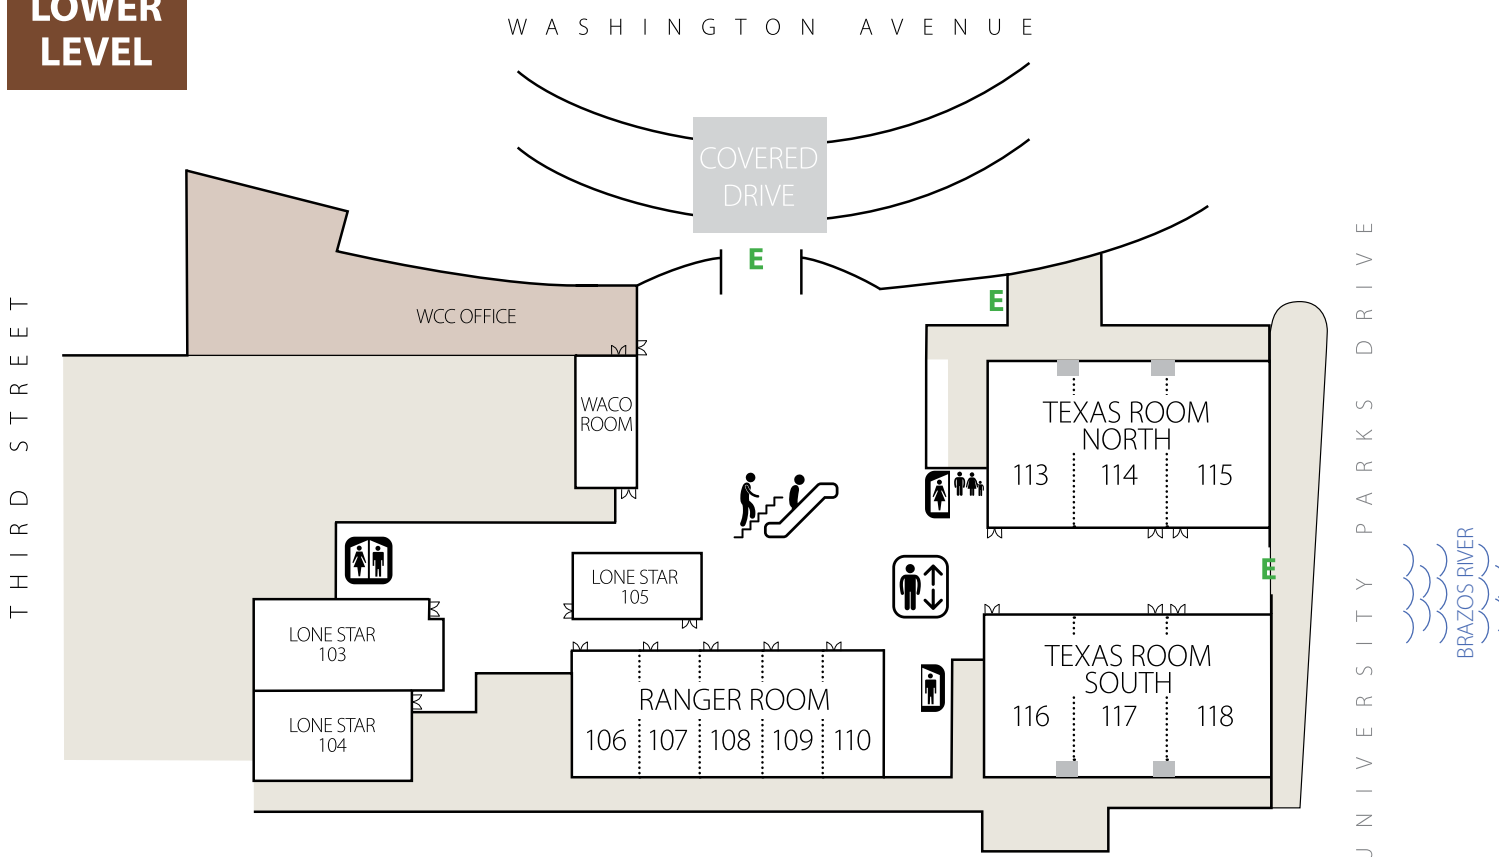 LOWER
LEVEL
WASHINGTON AVENUE
COVERED
DRIVE
E
E
WCC OFFICE
THIRD STREET
UNIVERSITY PARKS DRIVE
WACO
ROOM
TEXAS ROOM
NORTH
113 114 115
E
BRAZOS RIVER
LONE STAR
105
LONE STAR
103
LONE STAR
104
RANGER ROOM
106 107 108 109 110
TEXAS ROOM
SOUTH
116 117 118